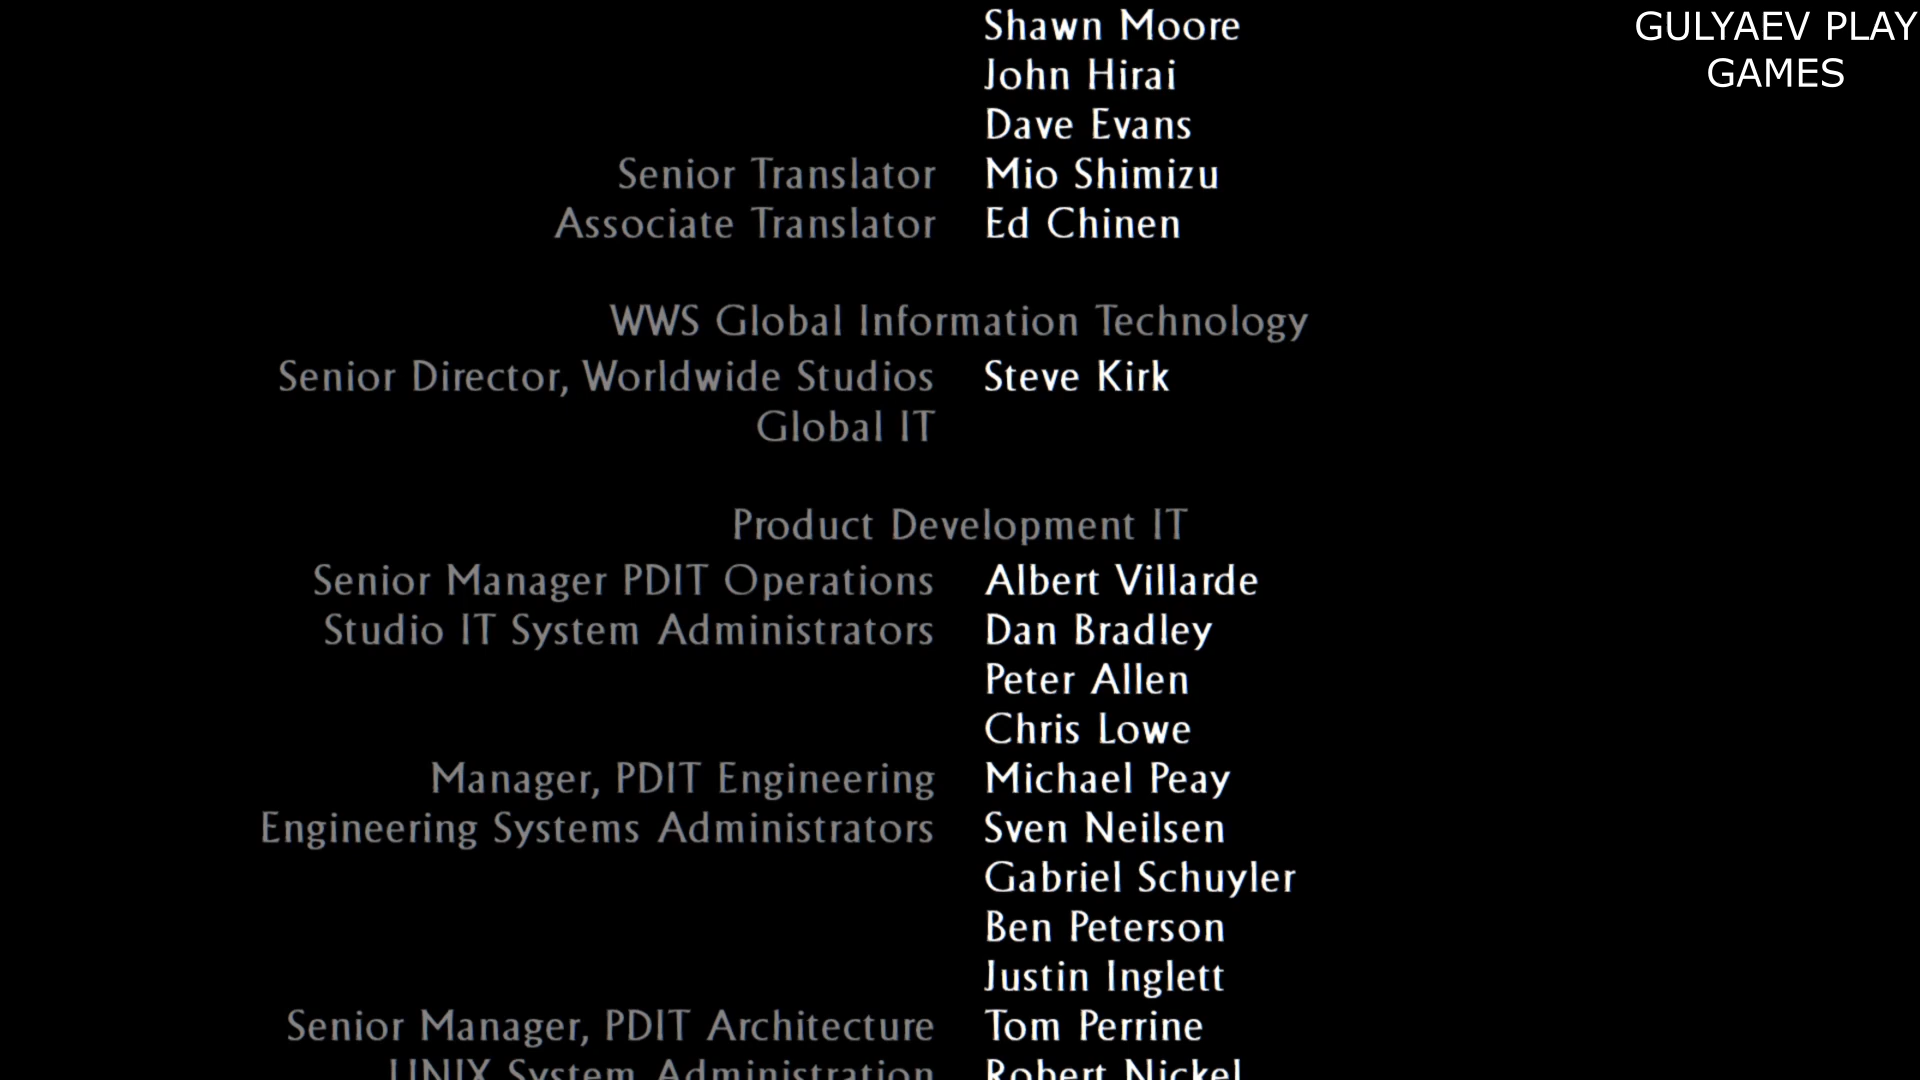 Shawn Moore
GULYAEV PLAY
GAMES
John Hirai
Dave Evans
Senior Translator Mio Shimizu
Associate Translator Ed Chinen
WWS Global Information Technology
Senior Director, Worldwide Studios Steve Kirk
Global IT
Product Development IT
Senior Manager PDIT Operations Albert Villarde
Studio IT System Administrators Dan Bradley
Peter Allen
Chris Lowe
Manager, PDIT Engineering Michael Peay
Engineering Systems Administrators Sven Neilsen
Gabriel Schuyler
Ben Peterson
Justin Inglett
Senior Manager, PDIT Architecture Tom Perrine
UNIX System Administration Robert Nickel